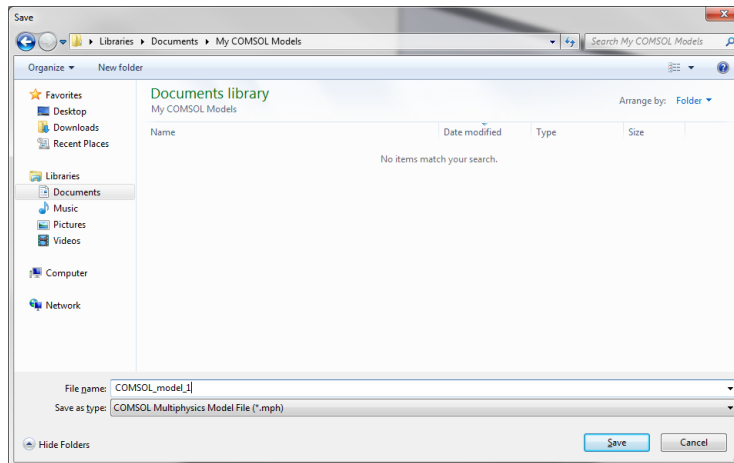 Save
Libraries Documents My COMSOL Models
Search My COMSOL Models
Organize New folder
Favorites
Desktop
Downloads
Recent Places
Libraries
Documents
Music
Pictures
Videos
Computer
Network
Documents library
My COMSOL Models
Arrange by: Folder
Name Date modified Type Size
No items match your search.
File name: COMSOL_model_1
Save as type: COMSOL Multiphysics Model File (*.mph)
Hide Folders
Save Cancel